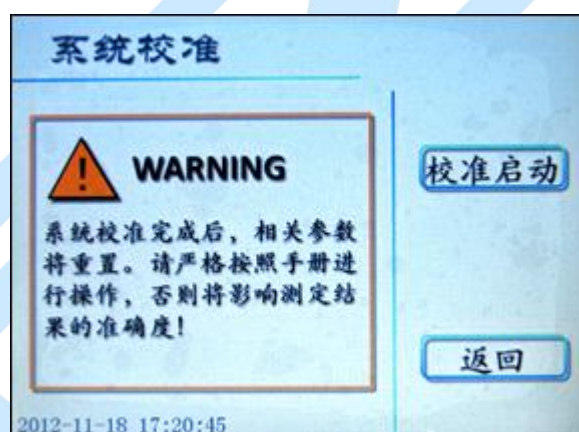 系统校准
WARNING
系统校准完成后，相关参数
将重置。请严格按照手册进
行操作，否则将影响测定结
果的准确度！
校准启动
返回
2012-11-18 17:20:45